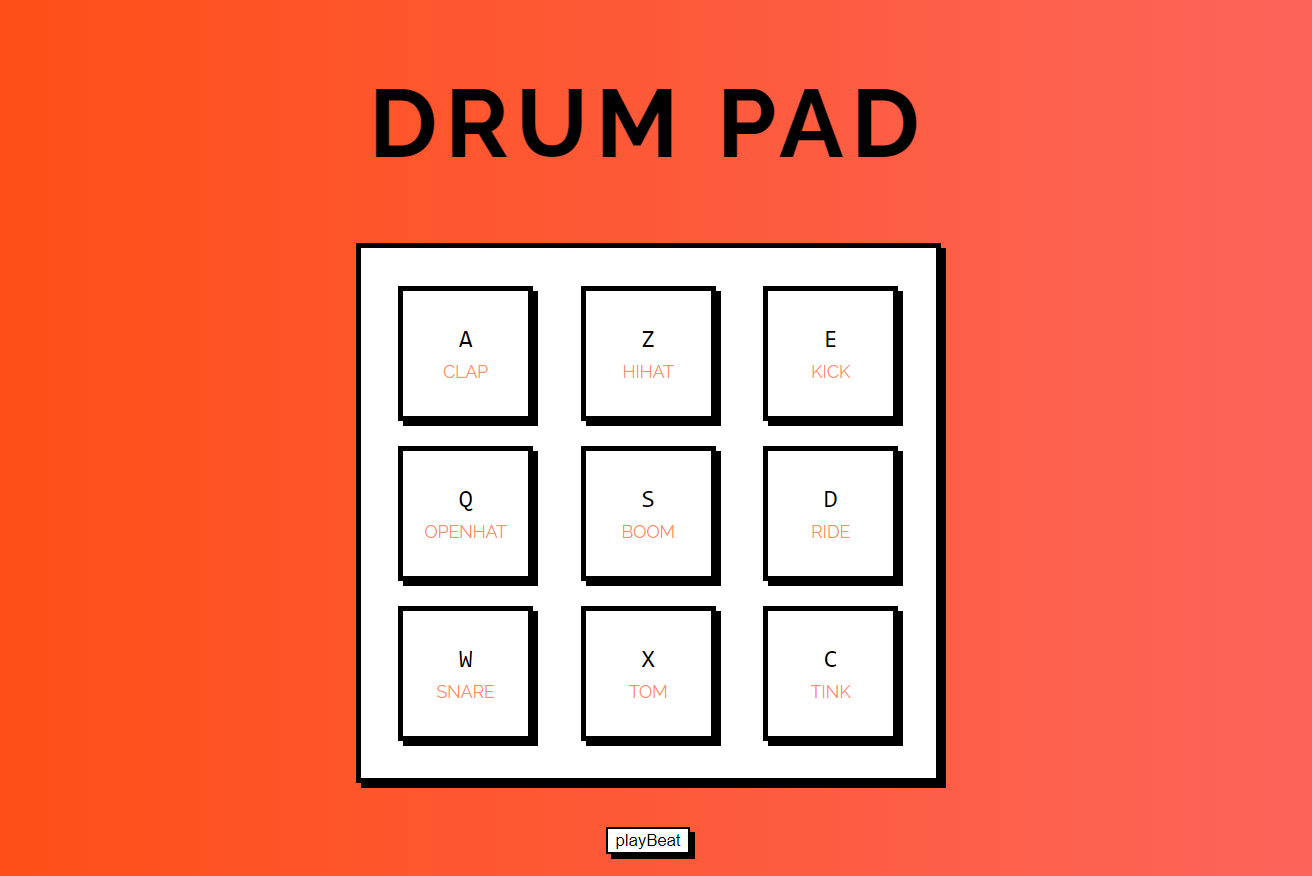 DRUM PAD
A
CLAP
Z
HIHAT
E
KICK
Q
OPENHAT
S
BOOM
D
RIDE
W
SNARE
X
TOM
C
TINK
playBeat